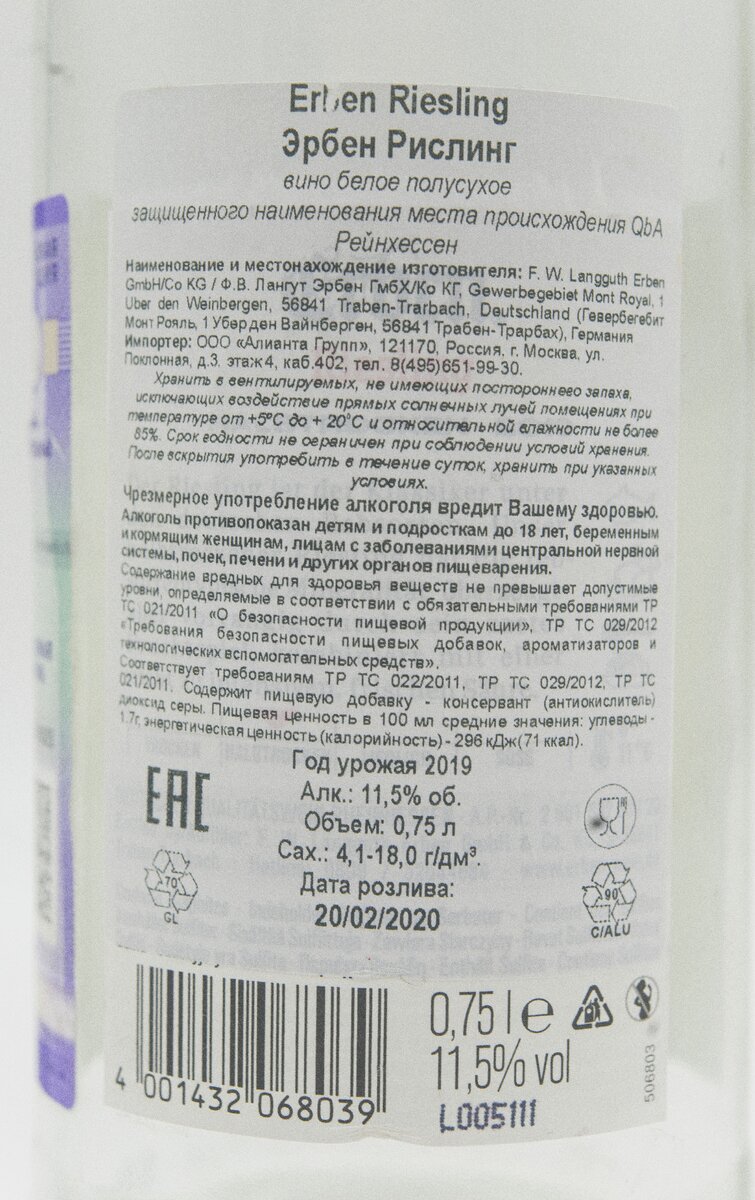 Erben Riesling
Эрбен Рислинг
вино белое полусухое
защищенного наименования места происхождения QbA
Рейнхессен
Наименование и местонахождение изготовителя: F. W. Langguth Erben
GmbH/Co KG / Ф.В. Лангут Эрбен ГмбХ/Ко КГ, Gewerbegebiet Mont Royal, 1
Uber den Weinbergen, 56841 Traben-Trarbach, Deutschland (Гевербегебит
Монт Рояль, 1 Убер ден Вайнберген, 56841 Трабен-Трарбах), Германия
Импортер: ООО «Алианта Групп», 121170, Россия, г. Москва, ул.
Поклонная, д.3. этаж 4, каб.402, тел. 8(495)651-99-30.
Хранить в вентилируемых, не имеющих постороннего запаха,
исключающих воздействие прямых солнечных лучей помещениях при
температуре от +5°C до + 20°C и относительной влажности не более
85%. Срок годности не ограничен при соблюдении условий хранения.
После вскрытия употребить в течение суток, хранить при указанных
условиях.
Чрезмерное употребление алкоголя вредит Вашему здоровью.
Алкоголь противопоказан детям и подросткам до 18 лет, беременным
и кормящим женщинам, лицам с заболеваниями центральной нервной
системы, почек, печени и других органов пищеварения.
Содержание вредных для здоровья веществ не превышает допустимые
уровни, определяемые в соответствии с обязательными требованиями ТР
ТС 021/2011 «О безопасности пищевой продукции», ТР ТС 029/2012
«Требования безопасности пищевых добавок, ароматизаторов и
технологических вспомогательных средств».
Соответствует требованиям ТР ТС 022/2011, ТР ТС 029/2012, ТР ТС
021/2011. Содержит пищевую добавку - консервант (антиокислитель)
диоксид серы. Пищевая ценность в 100 мл средние значения: углеводы -
1.7г, энергетическая ценность (калорийность) - 296 кДж (71 ккал).
Год урожая 2019
EAC
Алк.: 11,5% об.
Объем: 0,75 л
Сах.: 4,1-18,0 г/дм³.
Дата розлива:
20/02/2020
70
GL
90
C/ALU
0,75 l e
11,5% vol
L005111
506803
4 001432 068039